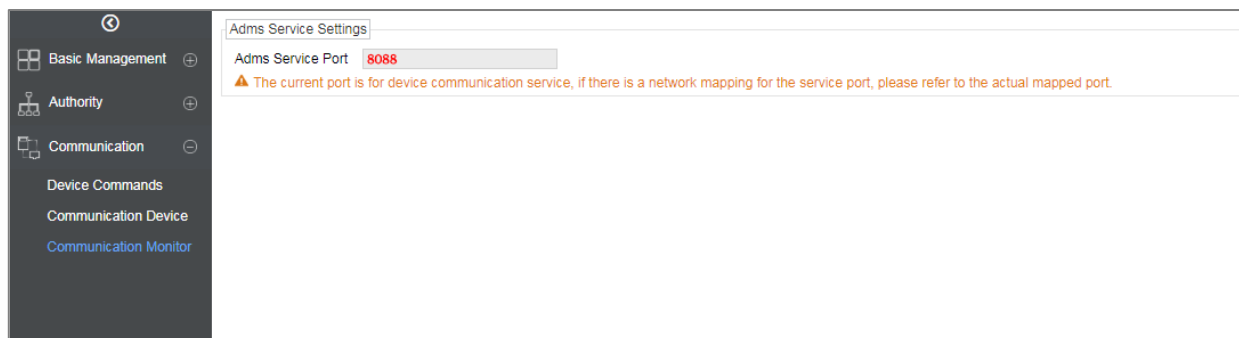 Basic Management
Authority
Communication
Device Commands
Communication Device
Communication Monitor
Adms Service Settings
Adms Service Port 8088
The current port is for device communication service, if there is a network mapping for the service port, please refer to the actual mapped port.